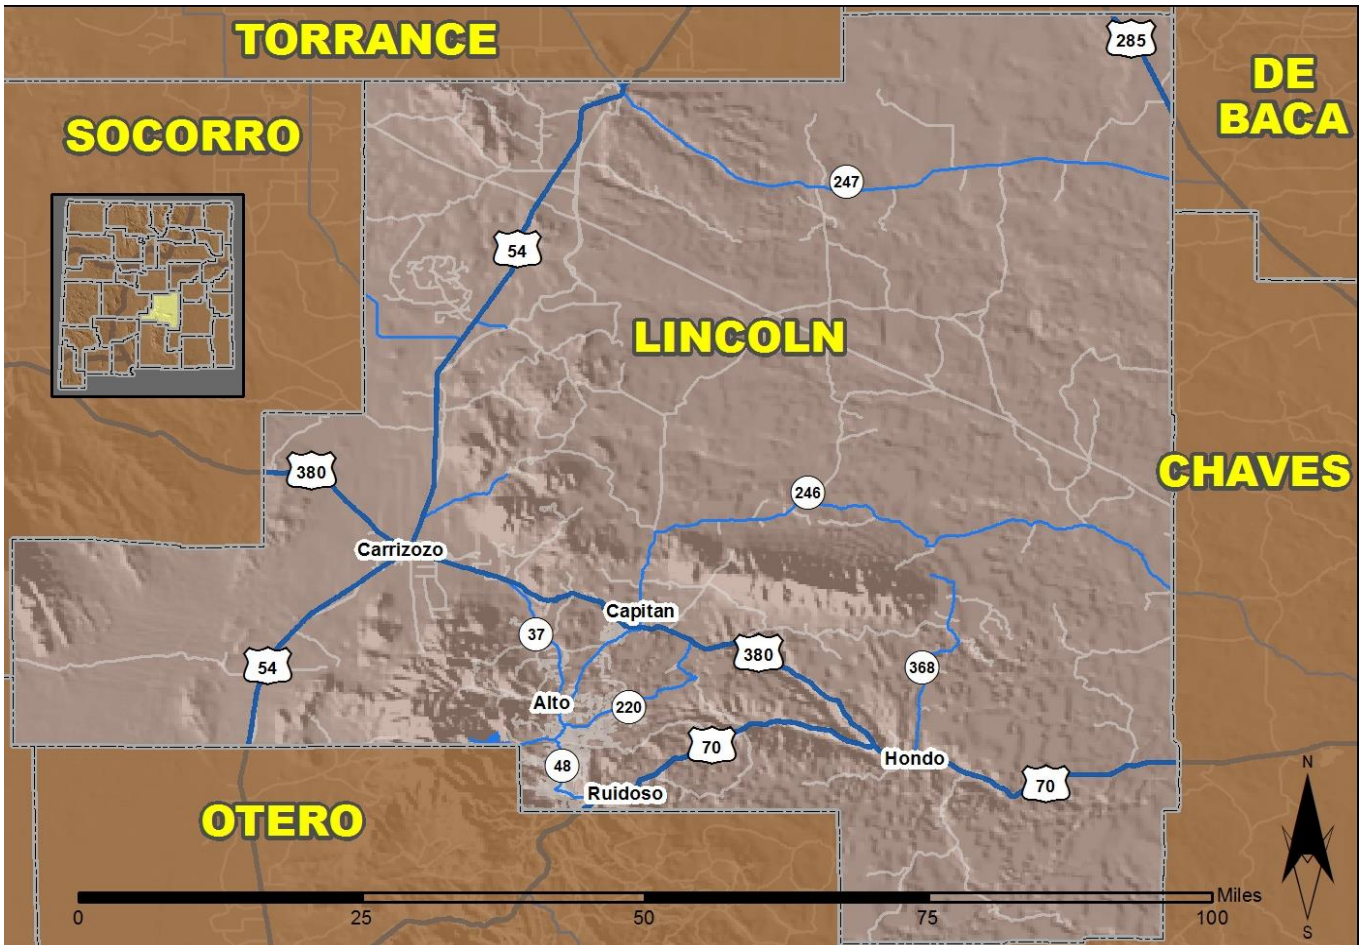 TORRANCE
285
DE
BACA
SOCORRO
247
54
LINCOLN
380
CHAVES
246
Carrizozo
Capitan
37
380
54
368
Alto
220
70
Hondo
48
70
Ruidoso
N
OTERO
Miles
0 25 50 75 100
S